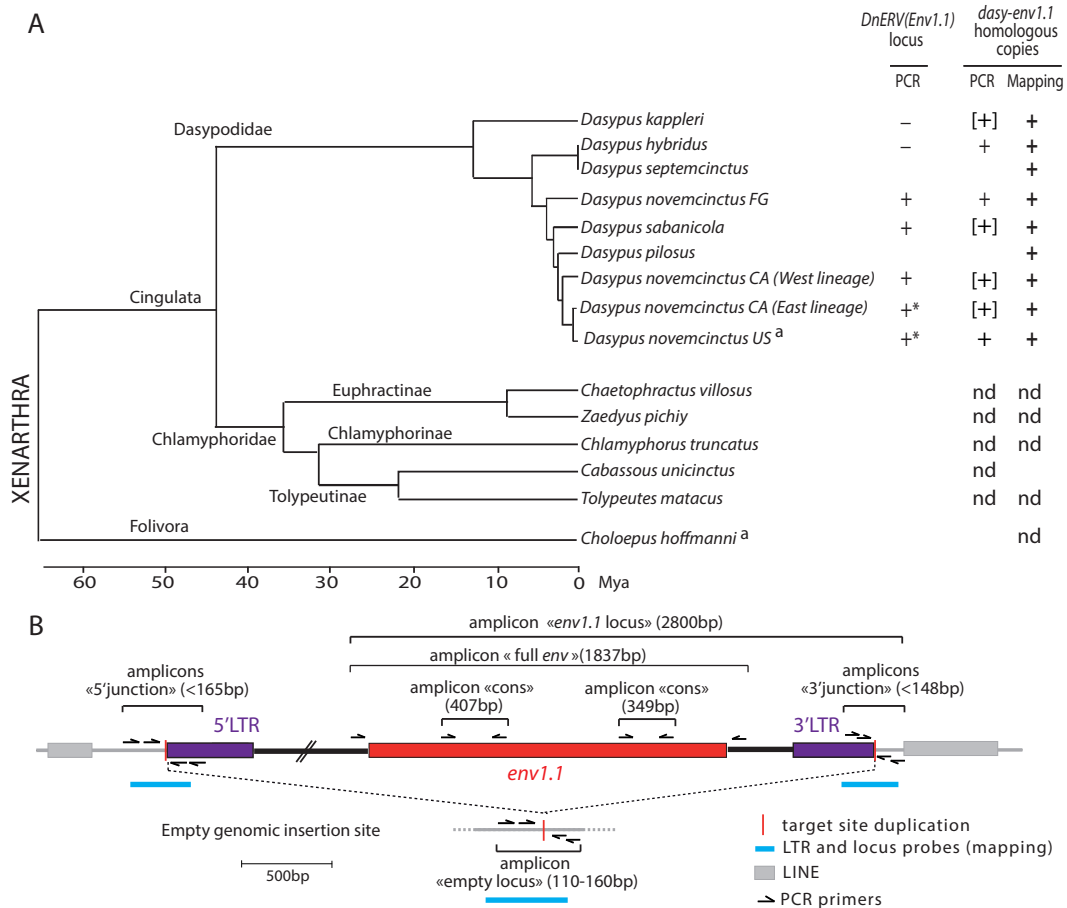 A
DnERV(Env1.1)
locus
dasy-env1.1
homologous
copies
PCR
PCR Mapping
Dasypodidae
Dasypus kappleri – [+] +
Dasypus hybridus – + +
Dasypus septemcinctus +
Dasypus novemcinctus FG + + +
Dasypus sabanicola + [+] +
Dasypus pilosus +
Dasypus novemcinctus CA (West lineage) + [+] +
Cingulata
Dasypus novemcinctus CA (East lineage) +* [+] +
Dasypus novemcinctus US a +* + +
Euphractinae
Chaetophractus villosus nd nd
Zaedyus pichiy nd nd
Chlamyphoridae
Chlamyphorinae
Chlamyphorus truncatus nd nd
Cabassous unicinctus nd
Tolypeutinae
Tolypeutes matacus nd nd
XENARTHRA
Folivora
Choloepus hoffmanni a nd
60 50 40 30 20 10 0 Mya
B
amplicon «env1.1 locus» (2800bp)
amplicon « full env »(1837bp)
amplicons
«5'junction» (<165bp)
amplicon «cons»
(407bp)
amplicon «cons»
(349bp)
amplicons
«3'junction» (<148bp)
5'LTR
3'LTR
env1.1
Empty genomic insertion site
500bp
amplicon
«empty locus» (110-160bp)
target site duplication
LTR and locus probes (mapping)
LINE
PCR primers